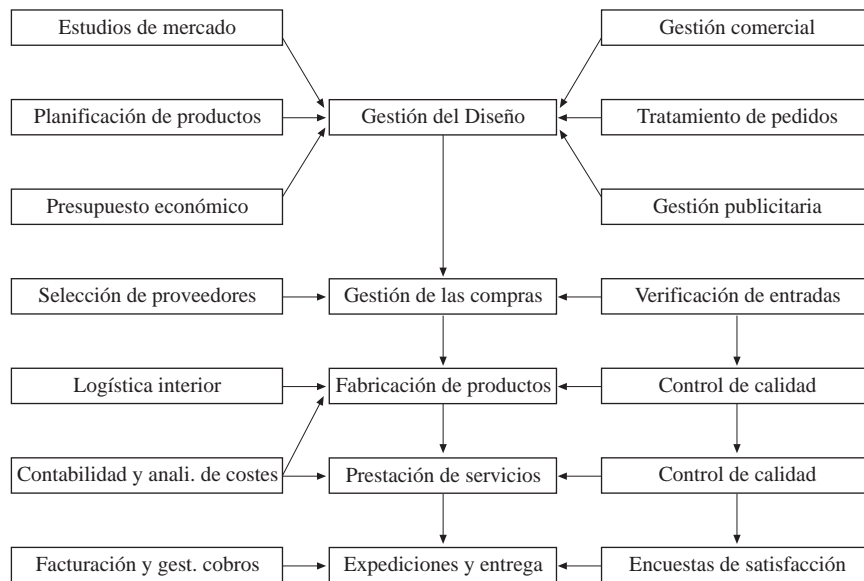 Estudios de mercado
Gestión comercial
Planificación de productos
Gestión del Diseño
Tratamiento de pedidos
Presupuesto económico
Gestión publicitaria
Selección de proveedores
Gestión de las compras
Verificación de entradas
Logística interior
Fabricación de productos
Control de calidad
Contabilidad y anali. de costes
Prestación de servicios
Control de calidad
Facturación y gest. cobros
Expediciones y entrega
Encuestas de satisfacción